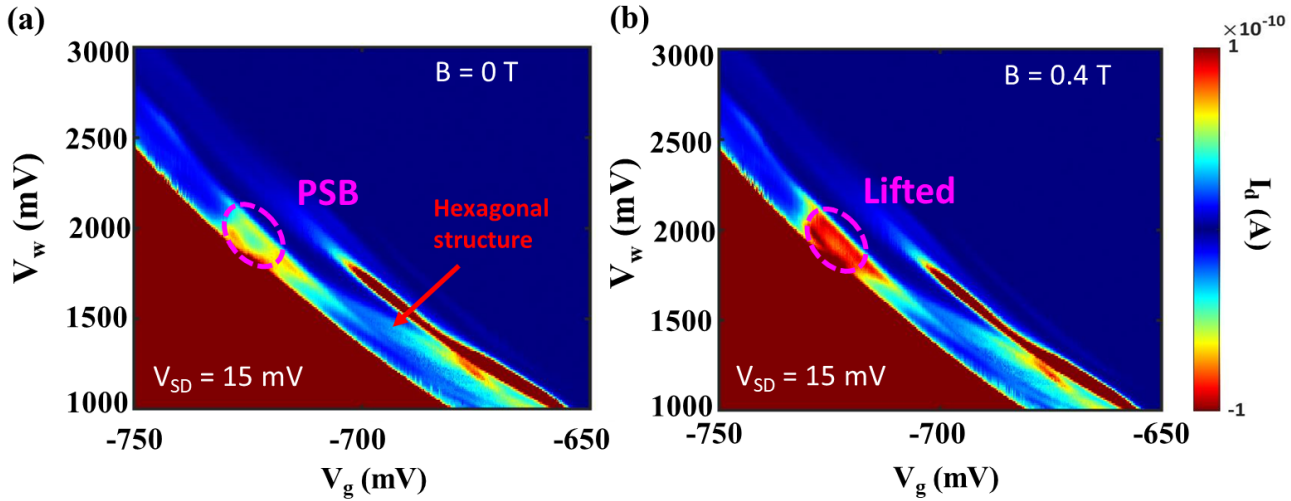 (a)
3000
2500
2000
1500
1000
V_w (mV)
B = 0 T
PSB
Hexagonal
structure
V_SD = 15 mV
-750
-700
-650
V_g (mV)
(b)
3000
2500
2000
1500
1000
V_w (mV)
B = 0.4 T
Lifted
V_SD = 15 mV
-750
-700
-650
V_g (mV)
×10^-10
1
-1
I_d (A)